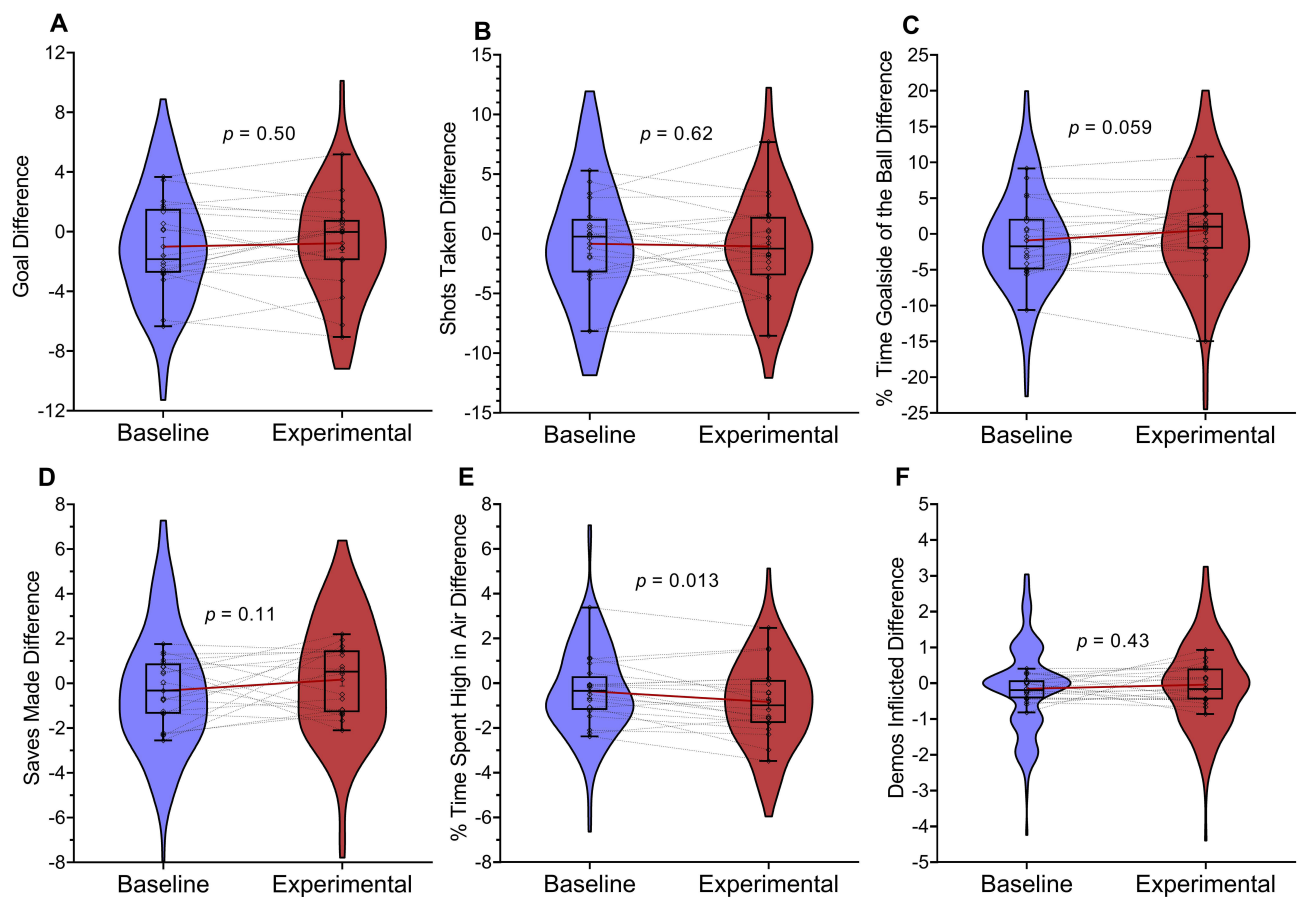 A
Goal Difference
12
8
4
0
-4
-8
-12
p = 0.50
Baseline
Experimental
B
Shots Taken Difference
15
10
5
0
-5
-10
-15
p = 0.62
Baseline
Experimental
C
% Time Goalside of the Ball Difference
25
20
15
10
5
0
-5
-10
-15
-20
-25
p = 0.059
Baseline
Experimental
D
Saves Made Difference
8
6
4
2
0
-2
-4
-6
-8
p = 0.11
Baseline
Experimental
E
% Time Spent High in Air Difference
8
6
4
2
0
-2
-4
-6
-8
p = 0.013
Baseline
Experimental
F
Demos Inflicted Difference
5
4
3
2
1
0
-1
-2
-3
-4
-5
p = 0.43
Baseline
Experimental